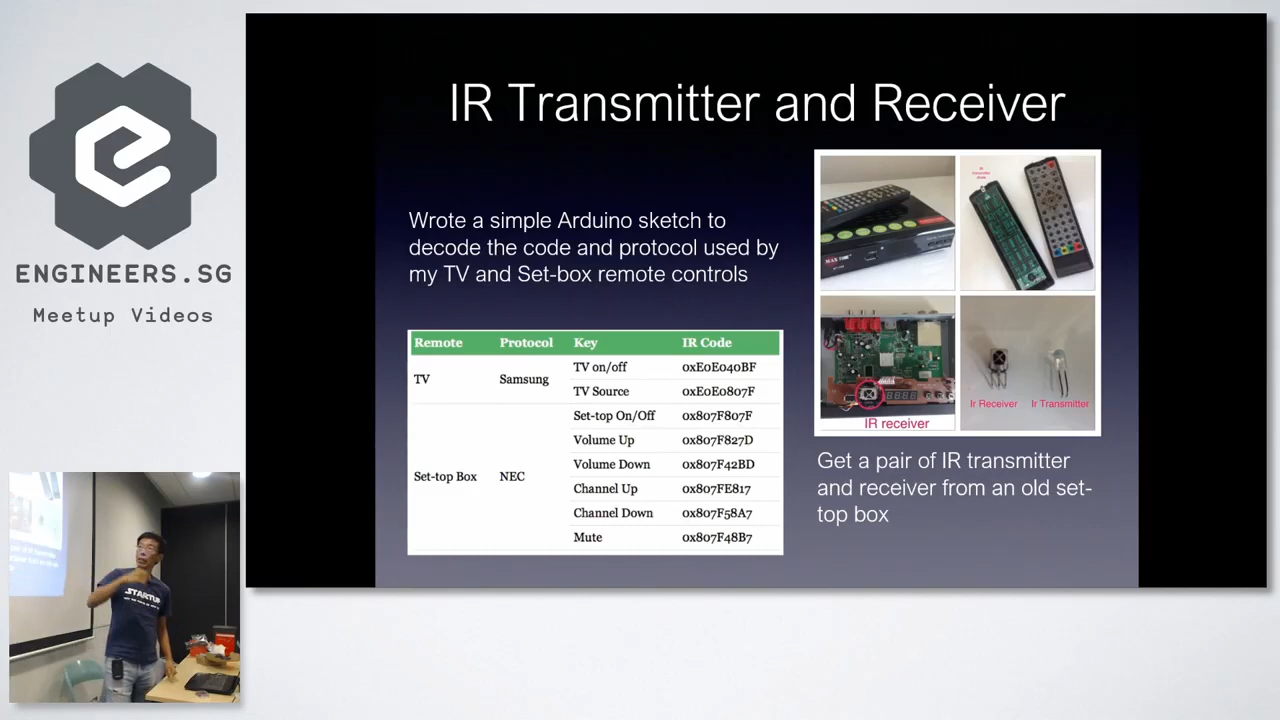 ENGINEERS.SG
Meetup Videos
IR Transmitter and Receiver
Wrote a simple Arduino sketch to
decode the code and protocol used by
my TV and Set-box remote controls
Remote Protocol Key IR Code
TV Samsung TV on/off 0xE0E040BF
TV Source 0xE0E0807F
Set-top Box NEC Set-top On/Off 0x807F807F
Volume Up 0x807F827D
Volume Down 0x807F42BD
Channel Up 0x807FE817
Channel Down 0x807F58A7
Mute 0x807F48B7
IR receiver
Ir Receiver Ir Transmitter
Get a pair of IR transmitter
and receiver from an old set-
top box
STARTUP